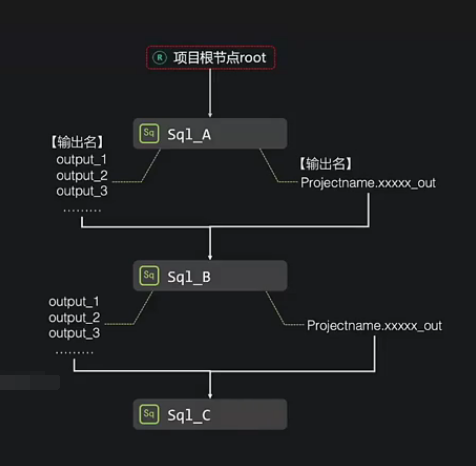 R 项目根节点root
Sq Sql_A
【输出名】
output_1
output_2
output_3
.........
【输出名】
Projectname.xxxxx_out
Sq Sql_B
output_1
output_2
output_3
.........
Projectname.xxxxx_out
Sq Sql_C